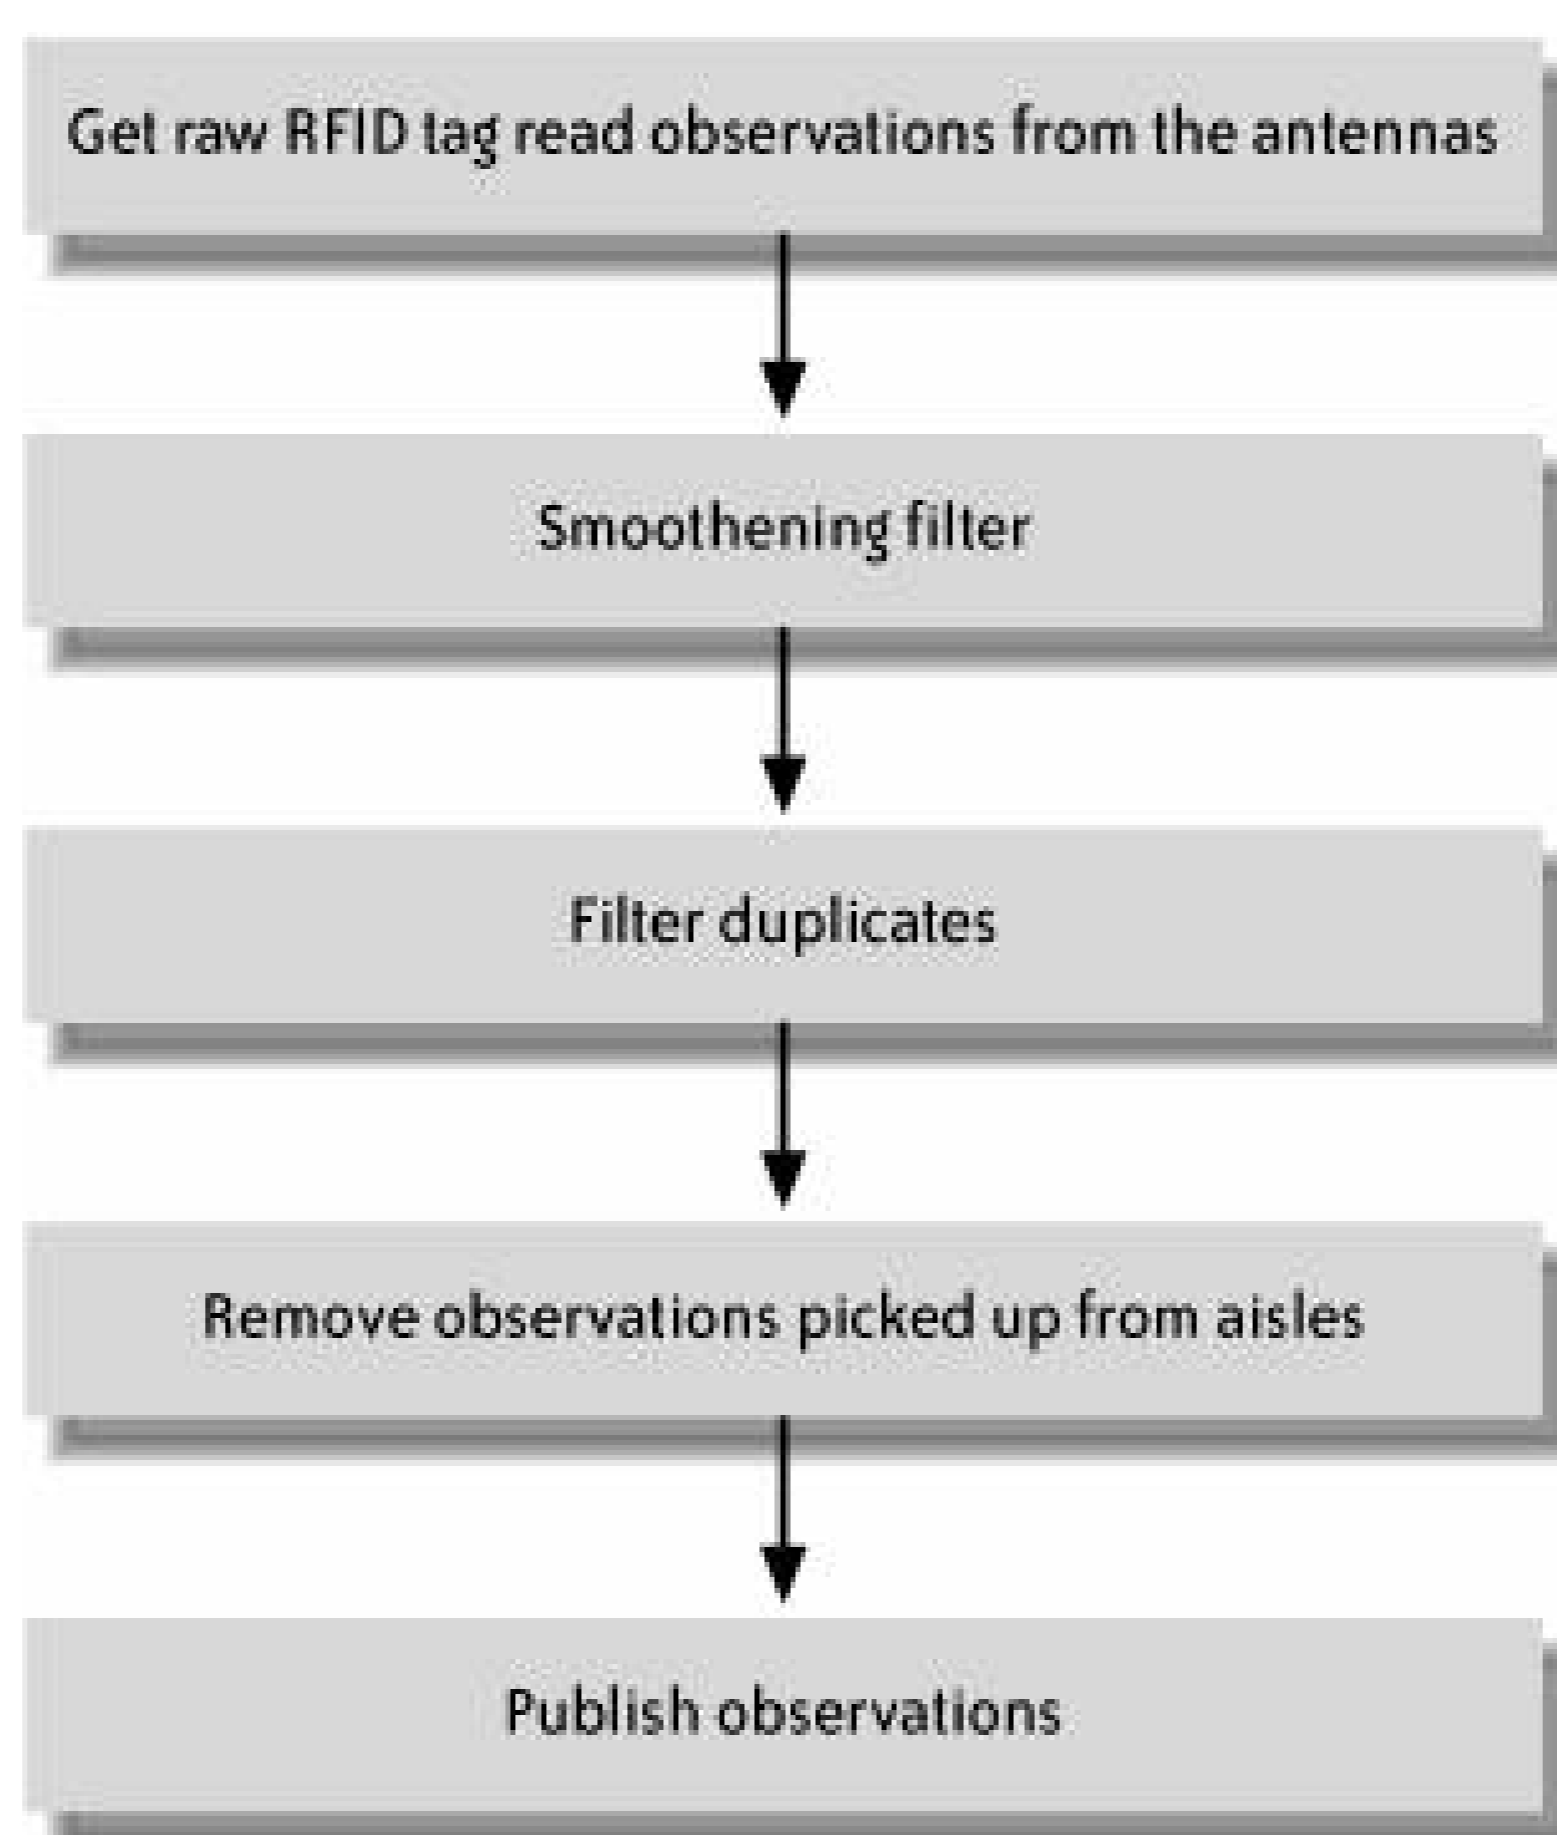 Get raw RFID tag read observations from the antennas
Smoothening filter
Filter duplicates
Remove observations picked up from aisles
Publish observations